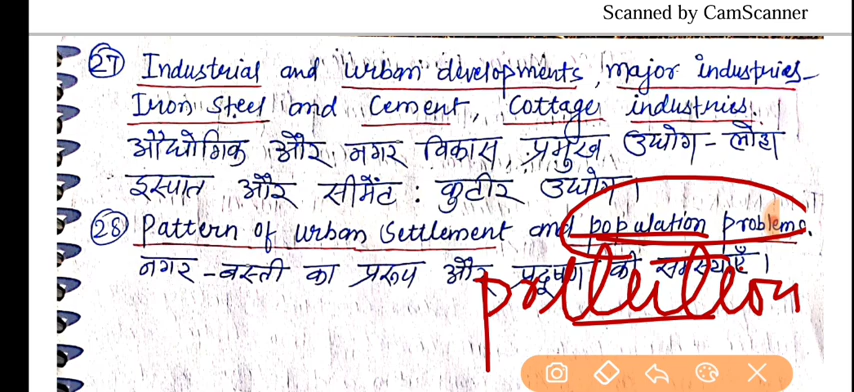 Scanned by CamScanner
27 Industrial and urban developments, major industries-
Iron Steel and Cement, Cottage industries.
औद्योगिक और नगर विकास, प्रमुख उद्योग - लौहा
इस्पात और सीमेंट : कुटीर उद्योग।
28 Pattern of urban Settlement and population problems.
नगर - बस्ती का प्ररूप और प्रदूषण की समस्याएँ।
pollution